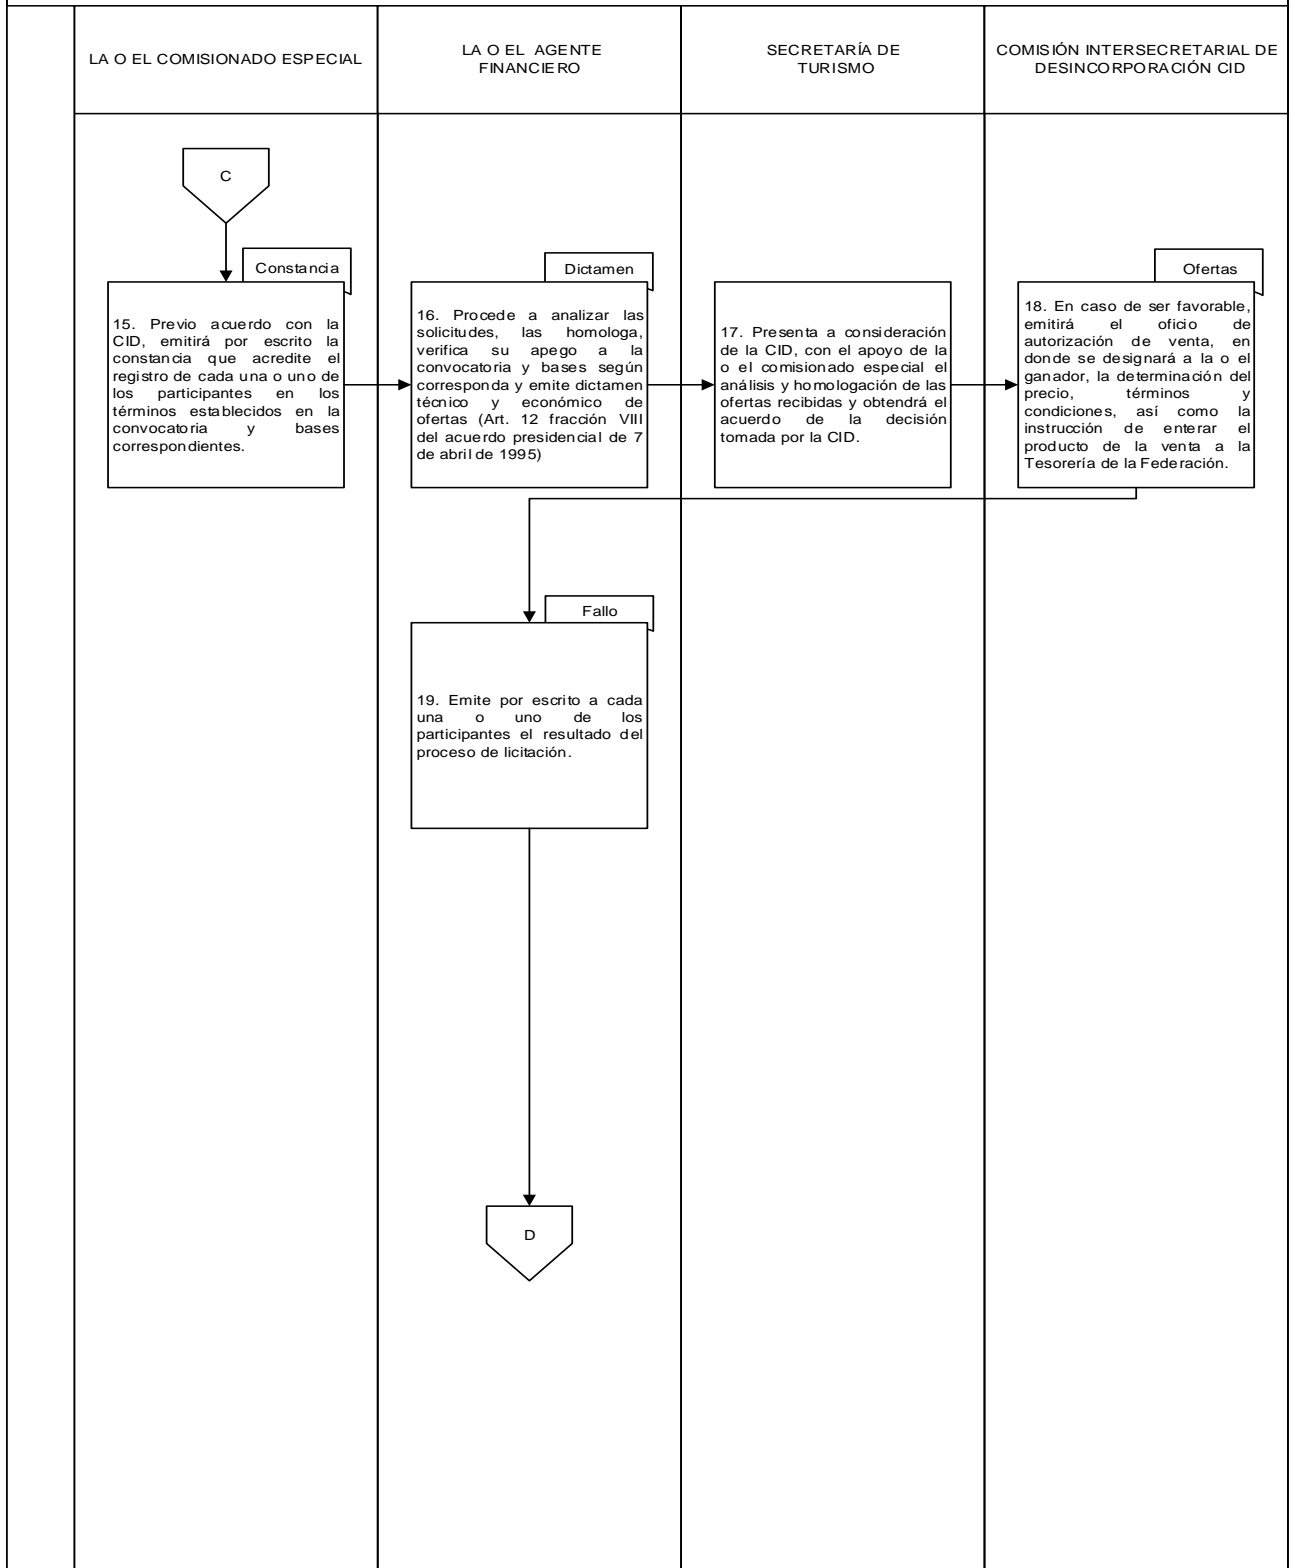 LA O EL COMISIONADO ESPECIAL
LA O EL AGENTE
FINANCIERO
SECRETARÍA DE
TURISMO
COMISIÓN INTERSECRETARIAL DE
DESINCORPORACIÓN CID
C
Constancia
15. Previo acuerdo con la
CID, emitirá por escrito la
constancia que acredite el
registro de cada una o uno de
los participantes en los
términos establecidos en la
convocatoria y bases
correspondientes.
Dictamen
16. Procede a analizar las
solicitudes, las homologa,
verifica su apego a la
convocatoria y bases según
corresponda y emite dictamen
técnico y económico de
ofertas (Art. 12 fracción VIII
del acuerdo presidencial de 7
de abril de 1995)
17. Presenta a consideración
de la CID, con el apoyo de la
o el comisionado especial el
análisis y homologación de las
ofertas recibidas y obtendrá el
acuerdo de la decisión
tomada por la CID.
Ofertas
18. En caso de ser favorable,
emitirá el oficio de
autorización de venta, en
donde se designará a la o el
ganador, la determinación del
precio, términos y
condiciones, así como la
instrucción de enterar el
producto de la venta a la
Tesorería de la Federación.
Fallo
19. Emite por escrito a cada
una o uno de los
participantes el resultado del
proceso de licitación.
D